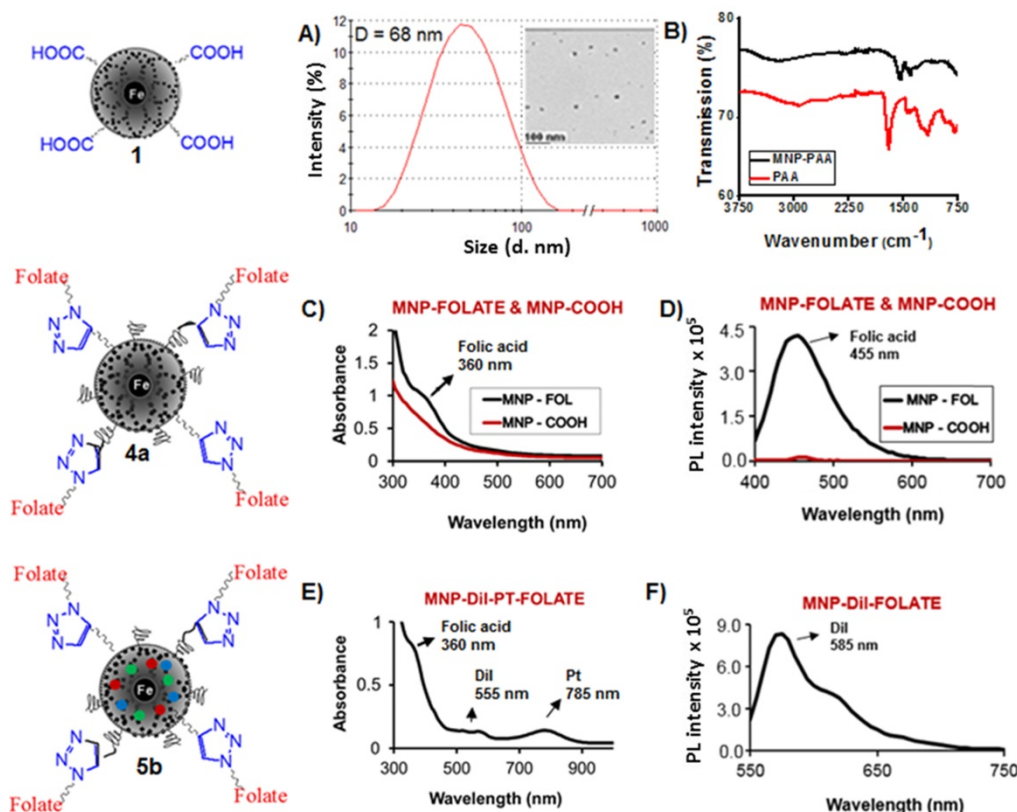 HOOC
COOH
Fe
HOOC
COOH
1
A)
D = 68 nm
Intensity (%)
12
10
8
6
4
2
0
100 nm
10
100
1000
Size (d. nm)
B)
Transmission (%)
80
70
60
MNP-PAA
PAA
3750
3000
2250
1500
750
Wavenumber (cm⁻¹)
Folate
Folate
N
N
N
N
N
N
Fe
N
N
N
N
N
N
4a
Folate
Folate
C)
MNP-FOLATE & MNP-COOH
Absorbance
2
1.5
1
0.5
0
Folic acid
360 nm
MNP - FOL
MNP - COOH
300
400
500
600
700
Wavelength (nm)
D)
MNP-FOLATE & MNP-COOH
PL intensity x 10⁵
4.5
3.0
1.5
0.0
Folic acid
455 nm
MNP - FOL
MNP - COOH
400
500
600
700
Wavelength (nm)
Folate
Folate
N
N
N
N
N
N
Fe
N
N
N
N
N
N
5b
Folate
Folate
E)
MNP-DiI-PT-FOLATE
Absorbance
1
0.5
0
Folic acid
360 nm
DiI
555 nm
Pt
785 nm
300
500
700
900
Wavelength (nm)
F)
MNP-DiI-FOLATE
PL intensity x 10⁵
9.0
6.0
3.0
0.0
DiI
585 nm
550
650
750
Wavelength (nm)